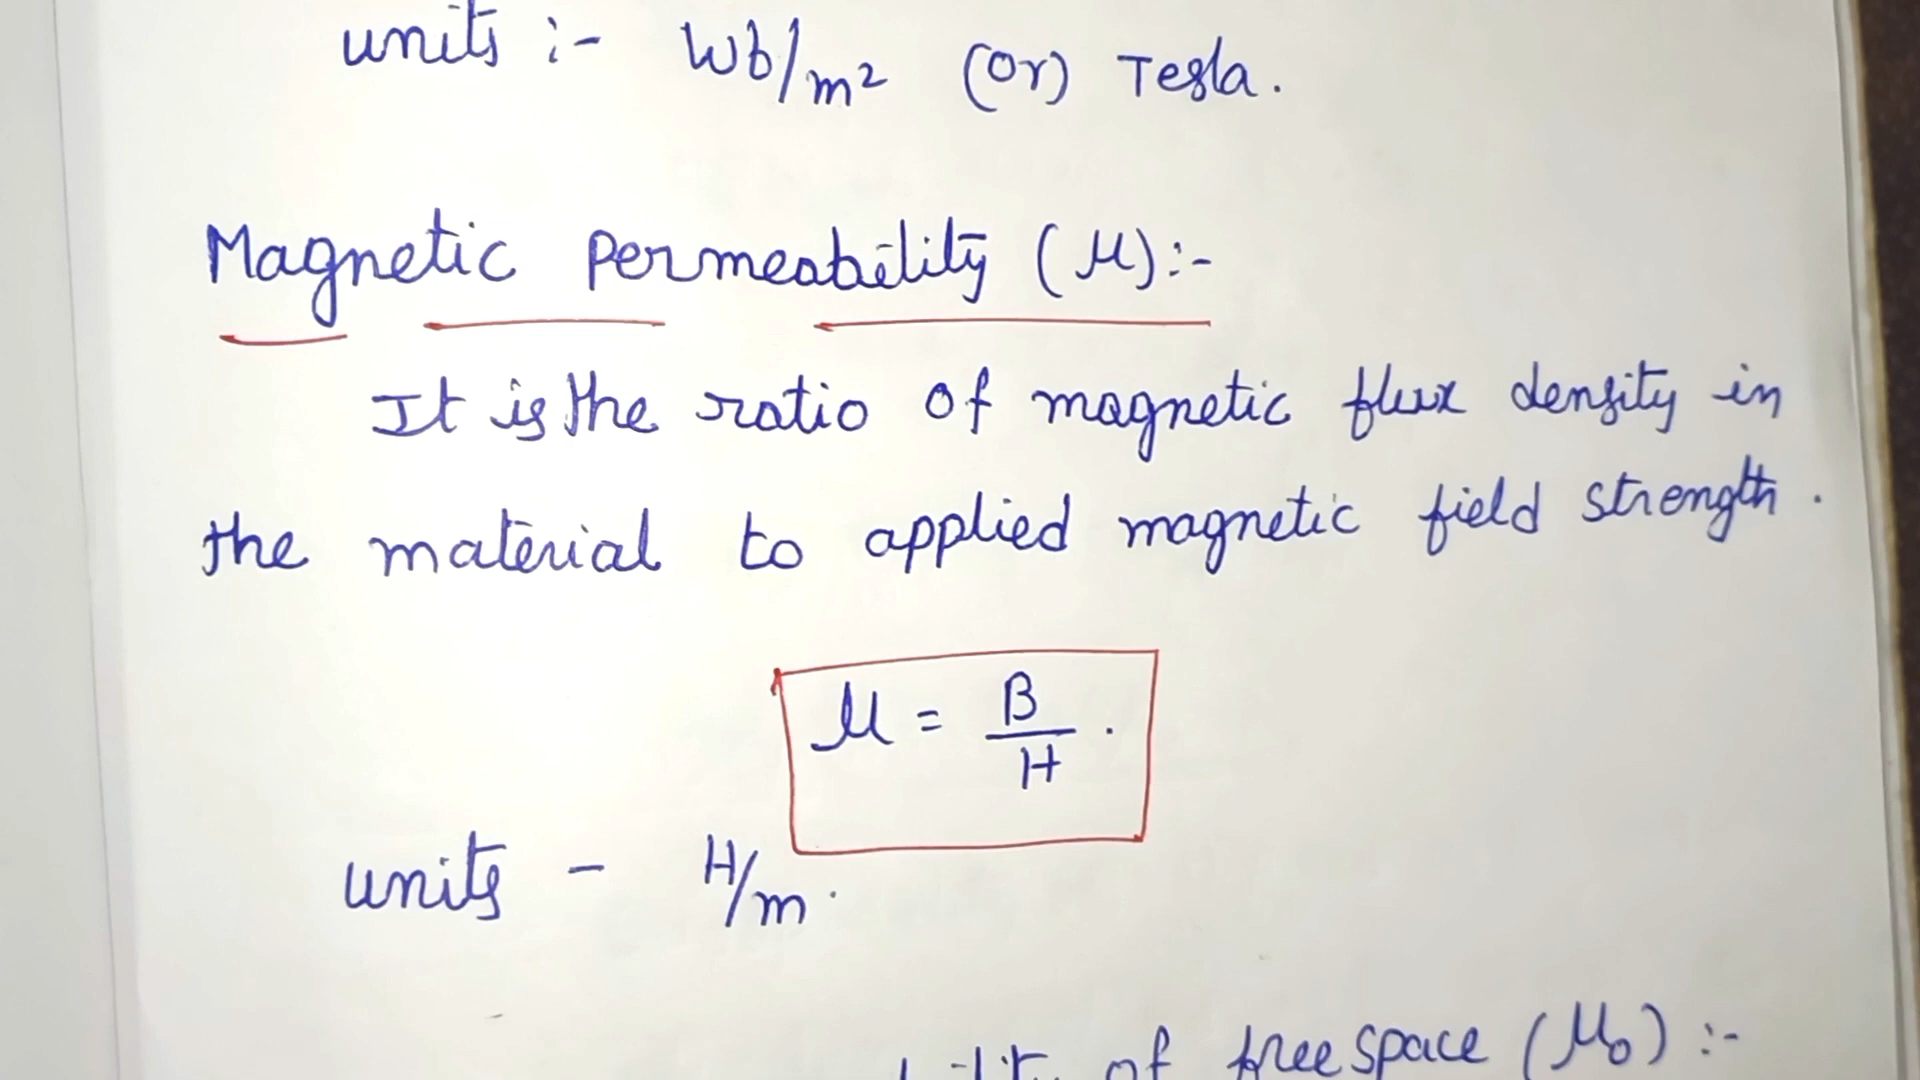 units :- Wb/m² (Or) Tesla.
Magnetic Permeability (μ):-
It is the ratio of magnetic flux density in
the material to applied magnetic field strength.
μ = B/H.
units - H/m.
of free space (μ₀) :-